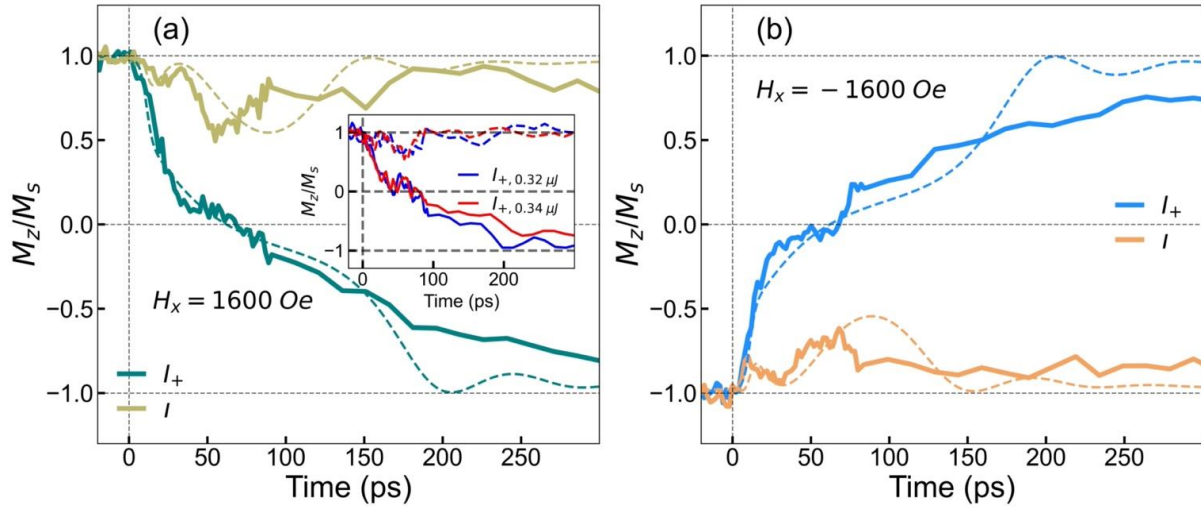 (a)
1.0
0.5
0.0
−0.5
−1.0
M_z/M_s
H_x = 1600 Oe
I_+
I
0 50 100 150 200 250
Time (ps)
1
0
−1
M_z/M_s
I_+, 0.32 μJ
I_+, 0.34 μJ
0 100 200
Time (ps)
(b)
1.0
0.5
0.0
−0.5
−1.0
M_z/M_s
H_x = − 1600 Oe
I_+
I
0 50 100 150 200 250
Time (ps)